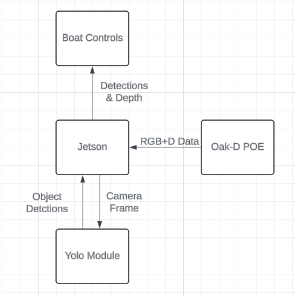 Boat Controls
Detections
& Depth
Jetson
RGB+D Data
Oak-D POE
Object
Detctions
Camera
Frame
Yolo Module